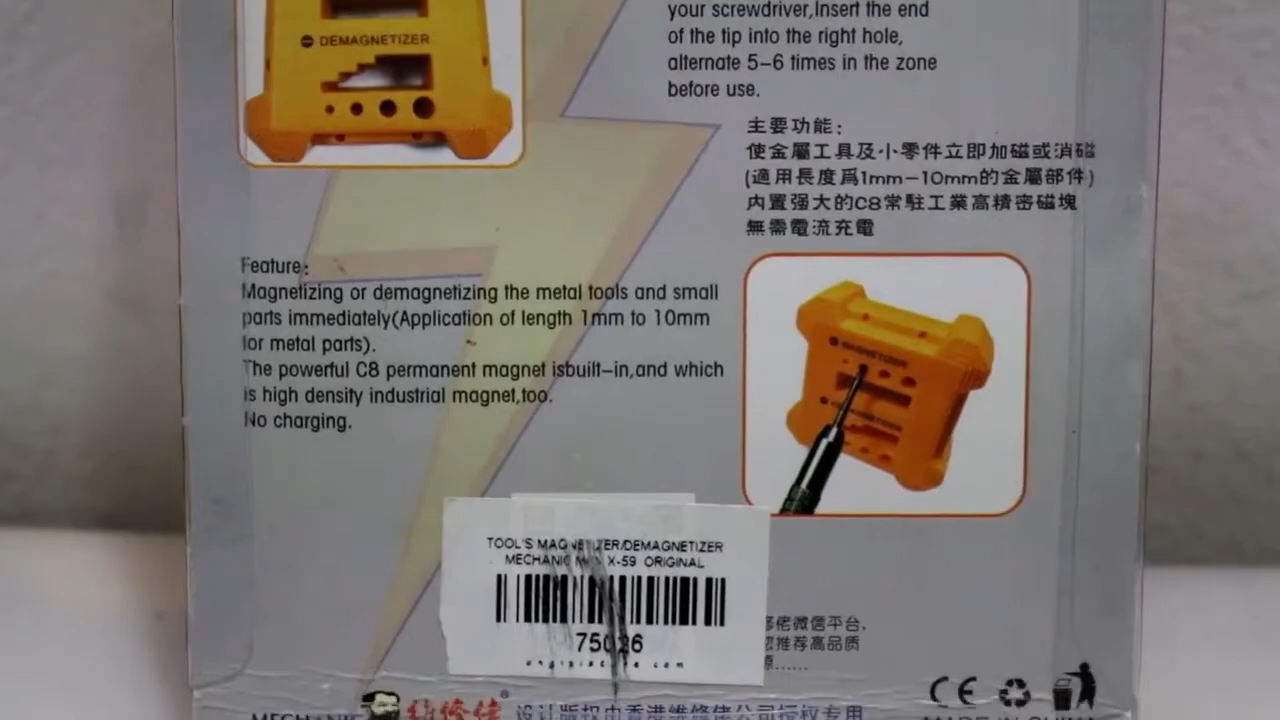 DEMAGNETIZER
your screwdriver,Insert the end
of the tip into the right hole,
alternate 5-6 times in the zone
before use.
主要功能:
使金屬工具及小零件立即加磁或消磁
(適用長度爲1mm-10mm的金屬部件)
内置强大的C8常駐工業高精密磁塊
無需電流充電
Feature:
Magnetizing or demagnetizing the metal tools and small
parts immediately(Application of length 1mm to 10mm
for metal parts).
The powerful C8 permanent magnet isbuilt-in,and which
is high density industrial magnet,too.
No charging.
MAGNETIZER
DEMAGNETIZER
TOOL'S MAGNETIZER/DEMAGNETIZER
MECHANIC X-59 ORIGINAL
75026
佬微信平台,
推荐高品质
......
CE
MECHANIC 维修佬® 设计版权由香港维修佬公司授权专用
MADE IN CHINA